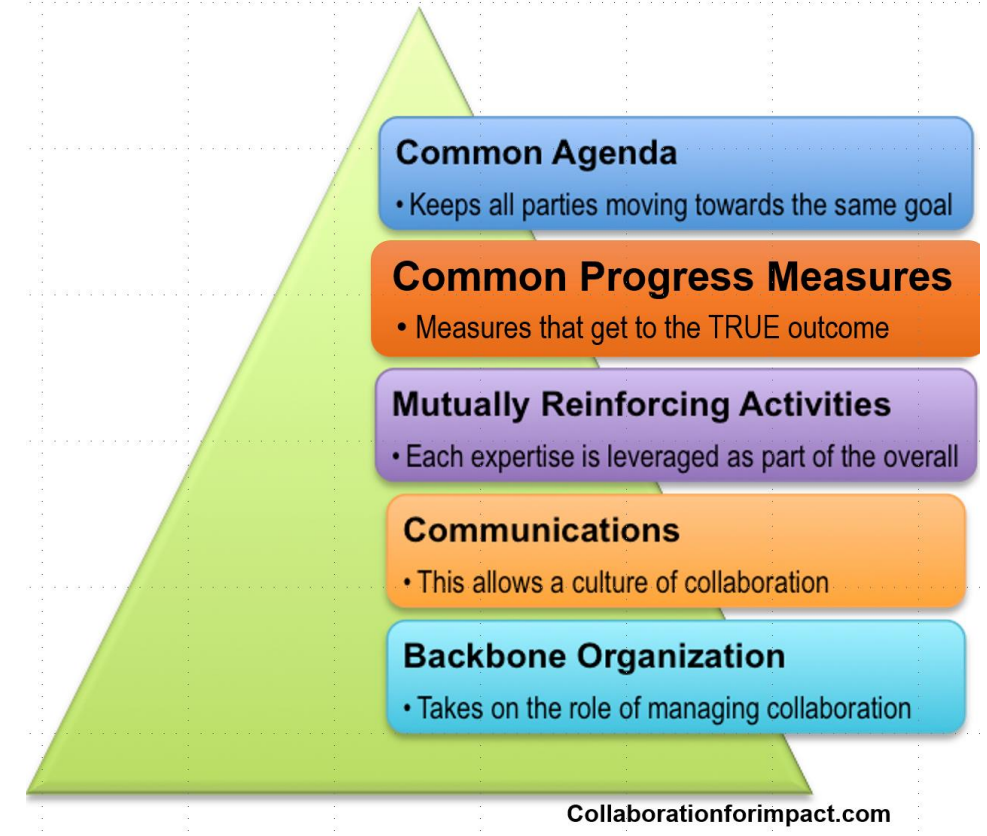 Common Agenda
• Keeps all parties moving towards the same goal
Common Progress Measures
• Measures that get to the TRUE outcome
Mutually Reinforcing Activities
• Each expertise is leveraged as part of the overall
Communications
• This allows a culture of collaboration
Backbone Organization
• Takes on the role of managing collaboration
Collaborationforimpact.com